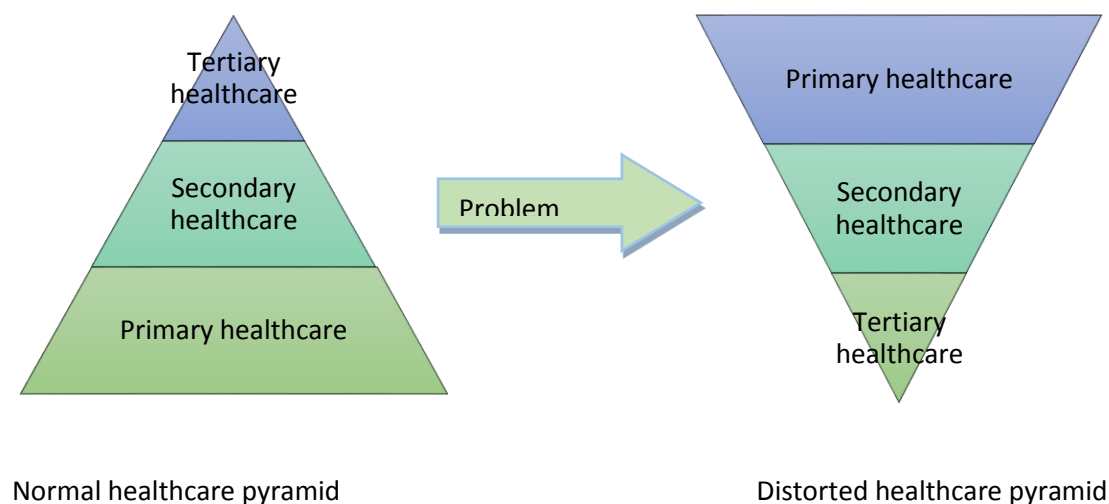 Tertiary
healthcare
Secondary
healthcare
Primary healthcare
Problem
Primary healthcare
Secondary
healthcare
Tertiary
healthcare
Normal healthcare pyramid
Distorted healthcare pyramid